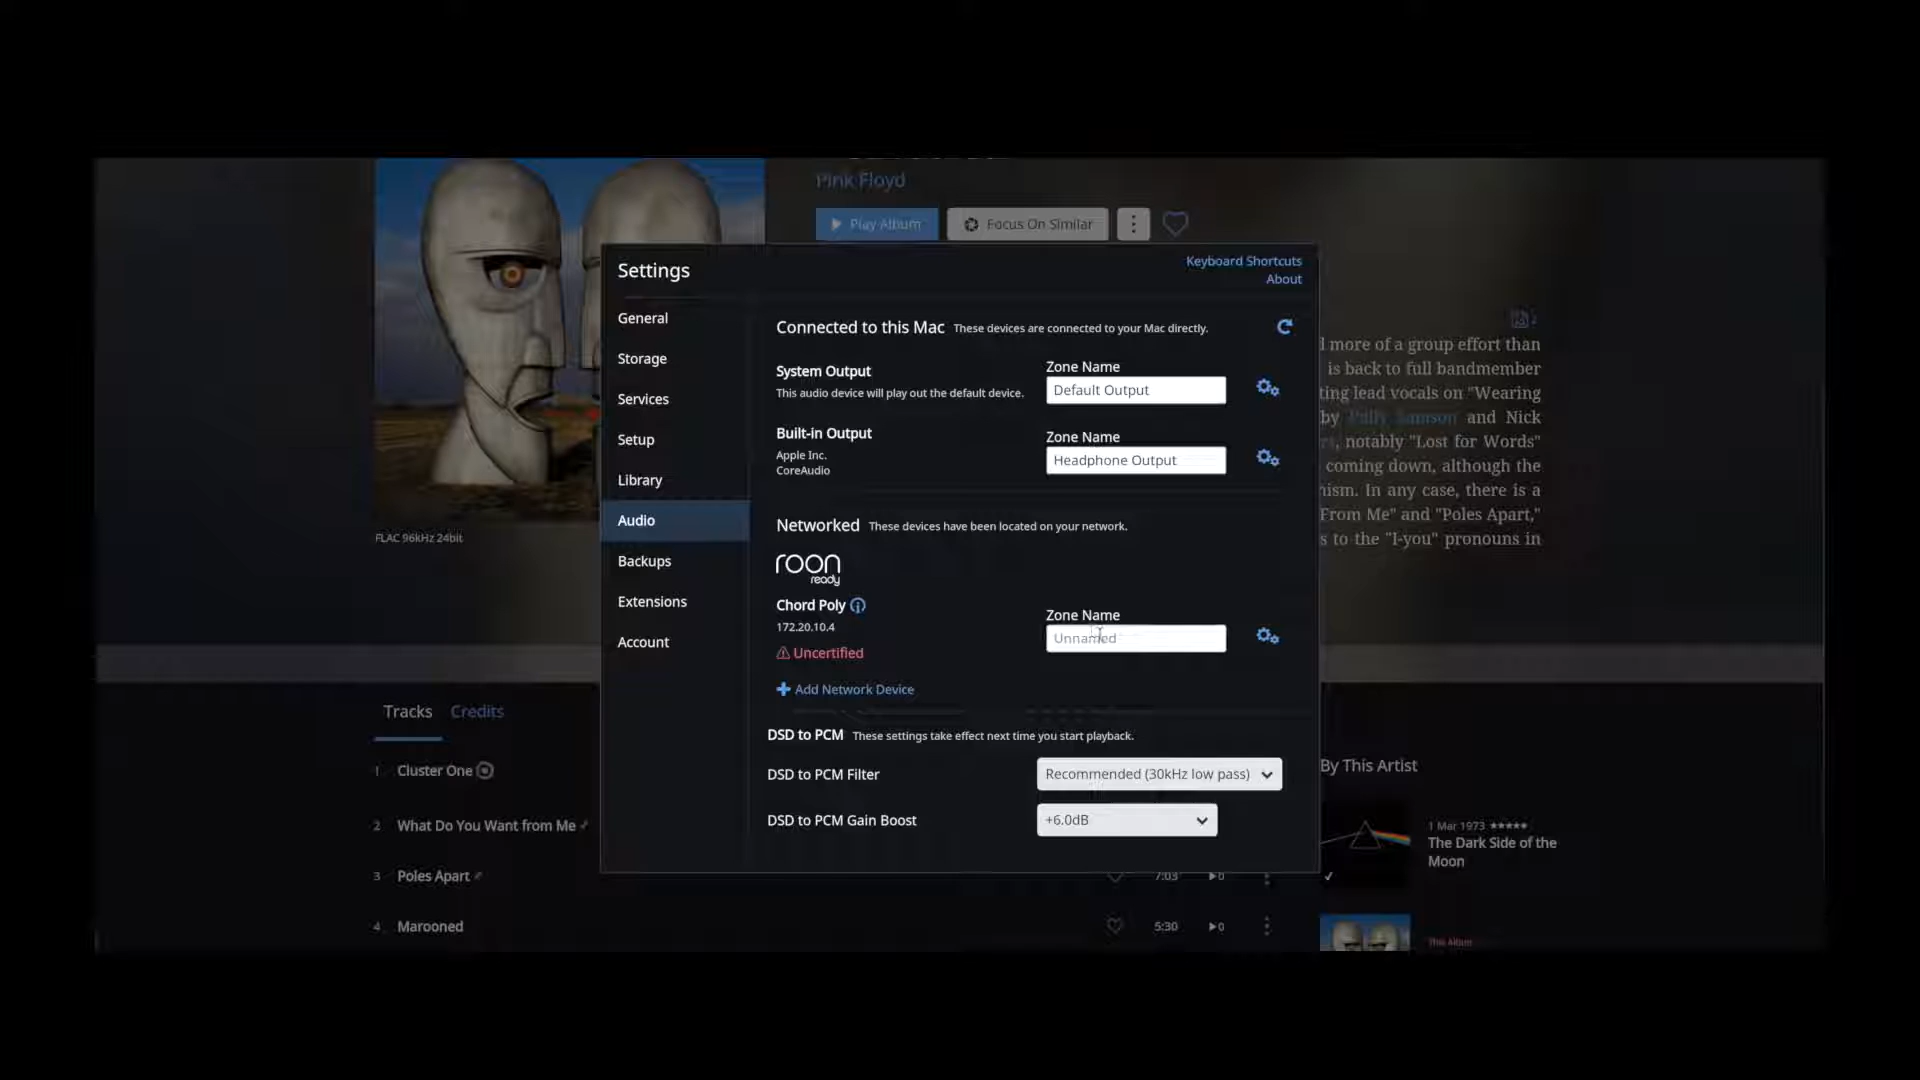 Pink Floyd
Play Album
Focus On Similar
Settings
Keyboard Shortcuts
About
General
Storage
Services
Setup
Library
Audio
Backups
Extensions
Account
Connected to this Mac These devices are connected to your Mac directly.
System Output
This audio device will play out the default device.
Zone Name
Default Output
Built-in Output
Apple Inc.
CoreAudio
Zone Name
Headphone Output
Networked These devices have been located on your network.
roon
ready
Chord Poly
172.20.10.4
Uncertified
Zone Name
Unnamed
Add Network Device
DSD to PCM These settings take effect next time you start playback.
DSD to PCM Filter
Recommended (30kHz low pass)
DSD to PCM Gain Boost
+6.0dB
FLAC 96kHz 24bit
more of a group effort than
is back to full bandmember
ting lead vocals on "Wearing
by Polly Samson and Nick
, notably "Lost for Words"
coming down, although the
nism. In any case, there is a
From Me" and "Poles Apart,"
s to the "I-you" pronouns in
Tracks Credits
1 Cluster One
2 What Do You Want from Me
3 Poles Apart
7:03
0
4 Marooned
5:30
0
By This Artist
1 Mar 1973 ★★★★★
The Dark Side of the
Moon
This Album